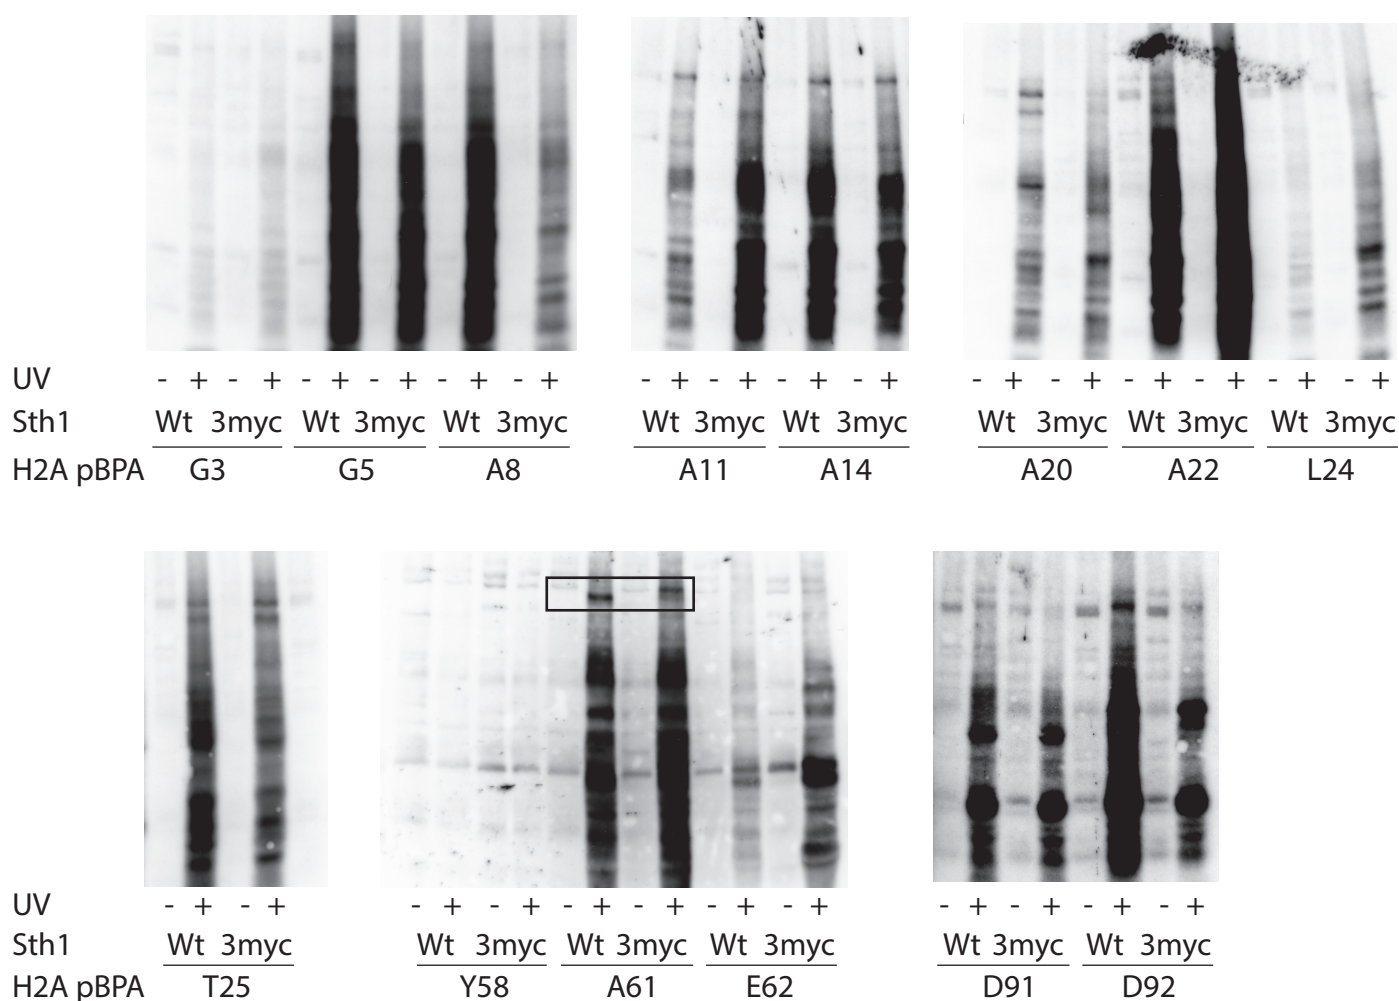 UV - + - + - + - + - + - + - + - + - + - + - + - + - + - + - + - +
Sth1 Wt 3myc Wt 3myc Wt 3myc Wt 3myc Wt 3myc Wt 3myc Wt 3myc Wt 3myc
H2A pBPA G3 G5 A8 A11 A14 A20 A22 L24
UV - + - + - + - + - + - + - + - + - + - + - + - +
Sth1 Wt 3myc Wt 3myc Wt 3myc Wt 3myc Wt 3myc Wt 3myc
H2A pBPA T25 Y58 A61 E62 D91 D92